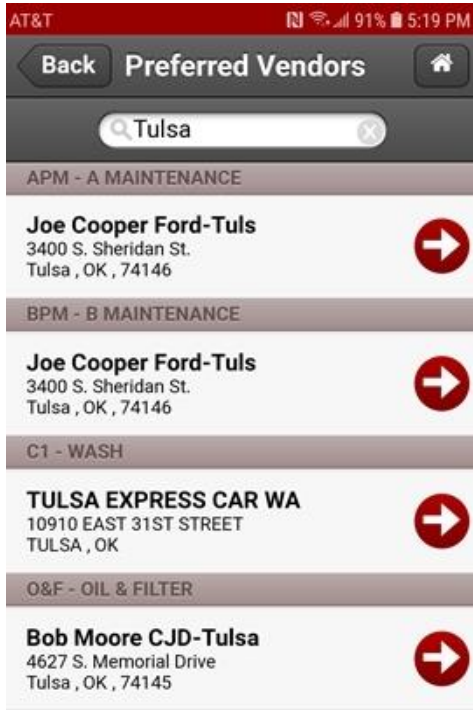 AT&T 91% 5:19 PM
Back Preferred Vendors
Tulsa
APM - A MAINTENANCE
Joe Cooper Ford-Tuls
3400 S. Sheridan St.
Tulsa , OK , 74146
BPM - B MAINTENANCE
Joe Cooper Ford-Tuls
3400 S. Sheridan St.
Tulsa , OK , 74146
C1 - WASH
TULSA EXPRESS CAR WA
10910 EAST 31ST STREET
TULSA , OK
O&F - OIL & FILTER
Bob Moore CJD-Tulsa
4627 S. Memorial Drive
Tulsa , OK , 74145